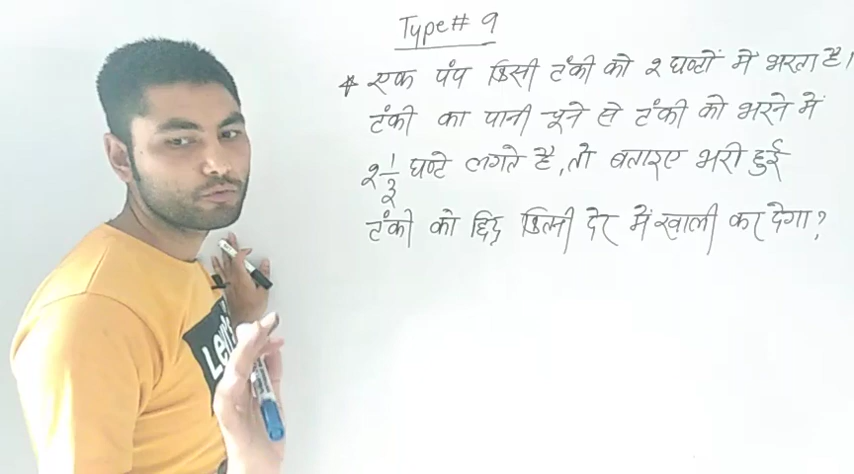 Type# 9
* एक पंप किसी टंकी को 2 घण्टों में भरता है।
टंकी का पानी चूने से टंकी को भरने में
2 1/3 घण्टे लगते है, तो बताइए भरी हुई
टंकी को छिद्र कितनी देर में खाली कर देगा?